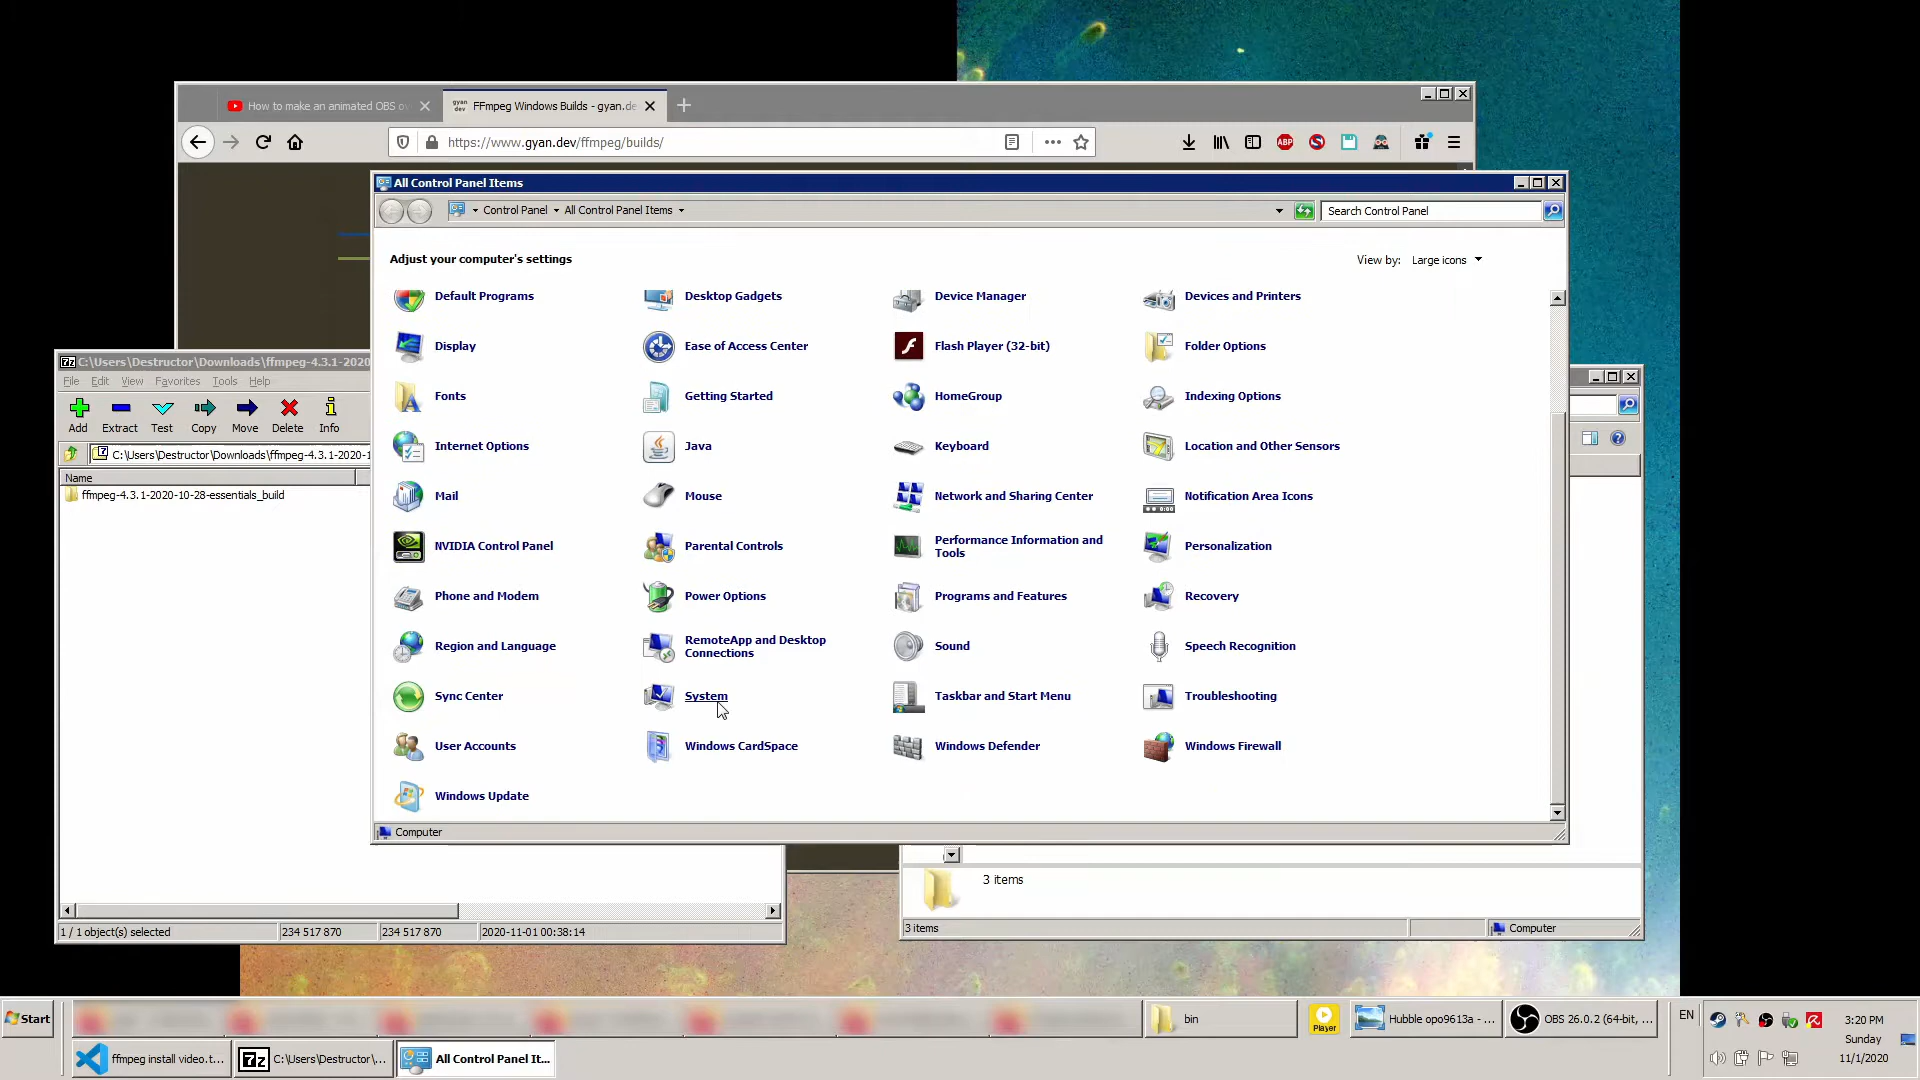 How to make an animated OBS ov
FFmpeg Windows Builds - gyan.de
gyan dev
https://www.gyan.dev/ffmpeg/builds/
ABP
S
All Control Panel Items
Control Panel
All Control Panel Items
Search Control Panel
Adjust your computer's settings
View by:
Large icons
Default Programs
Desktop Gadgets
Device Manager
Devices and Printers
Display
Ease of Access Center
Flash Player (32-bit)
Folder Options
Fonts
Getting Started
HomeGroup
Indexing Options
Internet Options
Java
Keyboard
Location and Other Sensors
Mail
Mouse
Network and Sharing Center
Notification Area Icons
NVIDIA Control Panel
Parental Controls
Performance Information and
Tools
Personalization
Phone and Modem
Power Options
Programs and Features
Recovery
Region and Language
RemoteApp and Desktop
Connections
Sound
Speech Recognition
Sync Center
System
Taskbar and Start Menu
Troubleshooting
User Accounts
Windows CardSpace
Windows Defender
Windows Firewall
Windows Update
Computer
7z C:\Users\Destructor\Downloads\ffmpeg-4.3.1-2020
File Edit View Favorites Tools Help
Add Extract Test Copy Move Delete Info
C:\Users\Destructor\Downloads\ffmpeg-4.3.1-2020-1
Name
ffmpeg-4.3.1-2020-10-28-essentials_build
1 / 1 object(s) selected
234 517 870
234 517 870
2020-11-01 00:38:14
3 items
3 items
Computer
Start
bin
Player
Hubble opo9613a - ...
OBS 26.0.2 (64-bit, ...
EN
3:20 PM
Sunday
11/1/2020
ffmpeg install video.t...
7z C:\Users\Destructor\...
All Control Panel It...